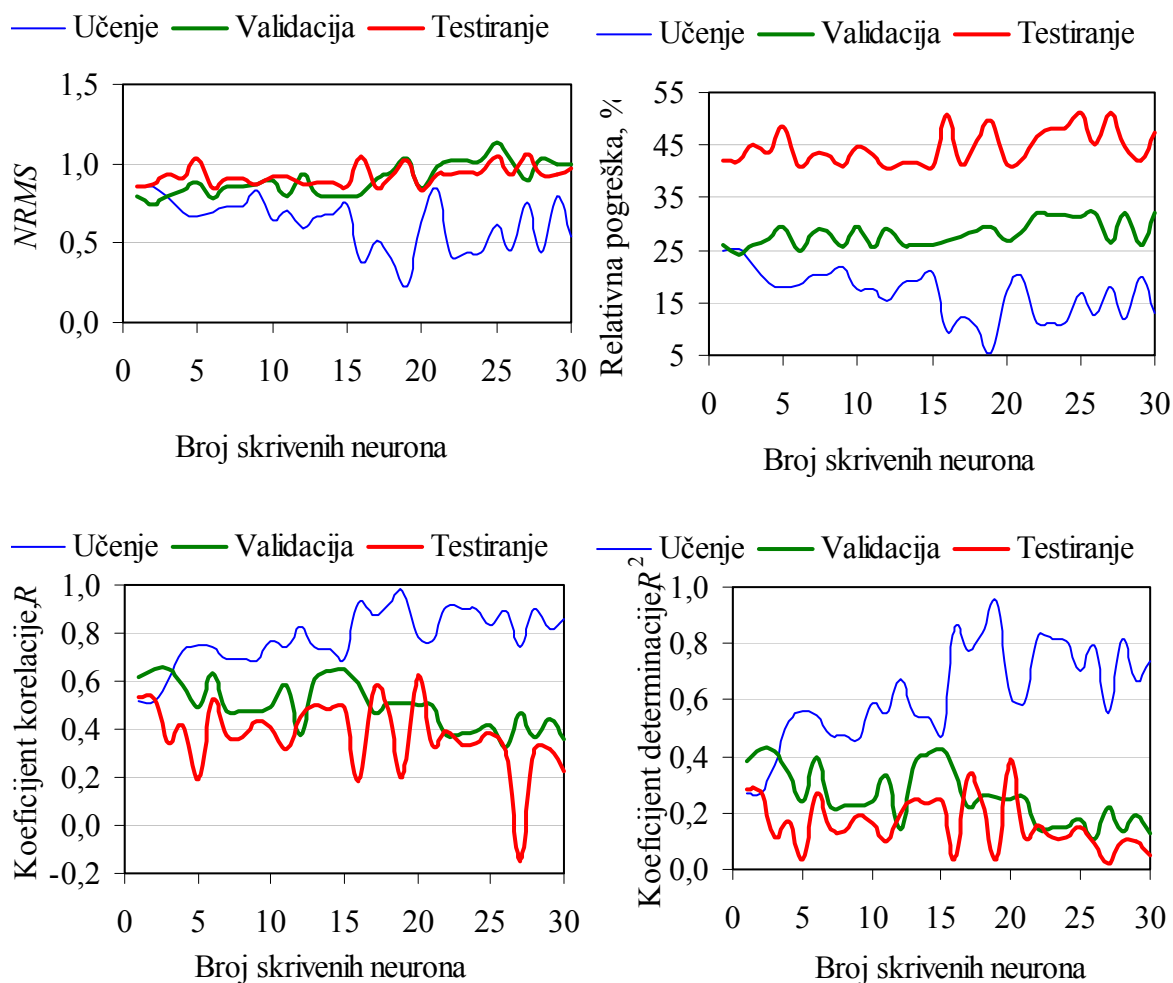 Učenje Validacija Testiranje
1,5
1,0
0,5
0,0
NRMS
0 5 10 15 20 25 30
Broj skrivenih neurona
Učenje Validacija Testiranje
55
45
35
25
15
5
Relativna pogreška, %
0 5 10 15 20 25 30
Broj skrivenih neurona
Učenje Validacija Testiranje
1,0
0,8
0,6
0,4
0,2
0,0
-0,2
Koeficijent korelacije, R
0 5 10 15 20 25 30
Broj skrivenih neurona
Učenje Validacija Testiranje
1,0
0,8
0,6
0,4
0,2
0,0
Koeficijent determinacije, R²
0 5 10 15 20 25 30
Broj skrivenih neurona